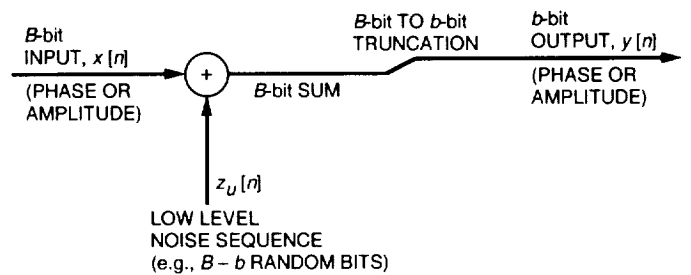 B-bit
INPUT, x [n]
(PHASE OR
AMPLITUDE)
+
B-bit SUM
B-bit TO b-bit
TRUNCATION
b-bit
OUTPUT, y [n]
(PHASE OR
AMPLITUDE)
z_u [n]
LOW LEVEL
NOISE SEQUENCE
(e.g., B – b RANDOM BITS)